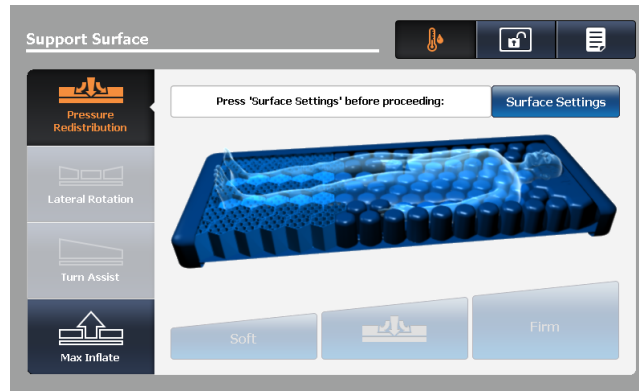 Support Surface
Pressure
Redistribution
Press 'Surface Settings' before proceeding:
Surface Settings
Lateral Rotation
Turn Assist
Max Inflate
Soft
Firm